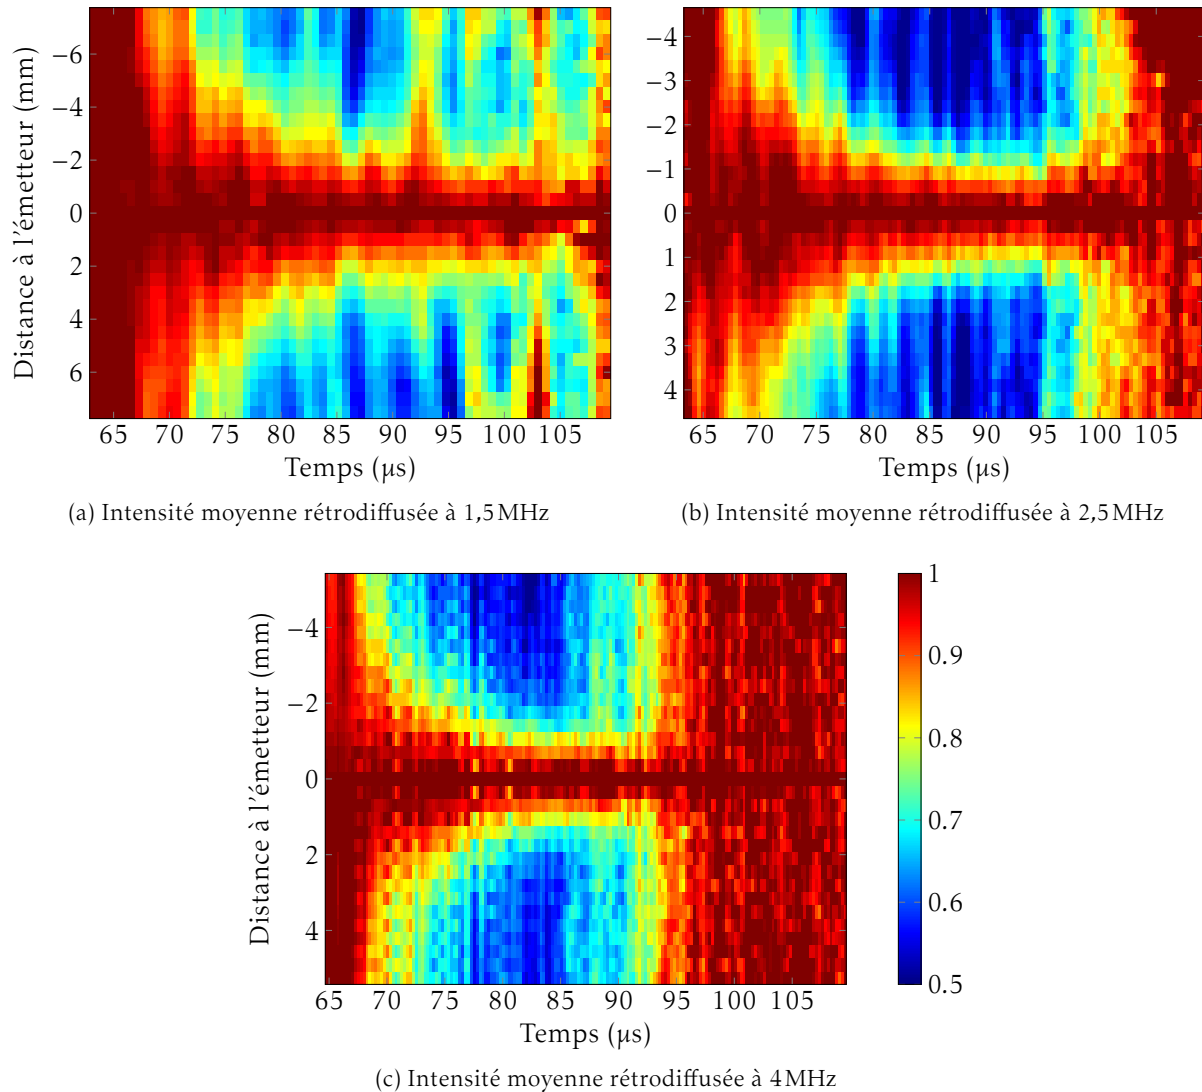 −6
−4
−2
0
2
4
6
Distance à l'émetteur (mm)
65 70 75 80 85 90 95 100 105
Temps (µs)
(a) Intensité moyenne rétrodiffusée à 1,5 MHz
−4
−3
−2
−1
0
1
2
3
4
65 70 75 80 85 90 95 100 105
Temps (µs)
(b) Intensité moyenne rétrodiffusée à 2,5 MHz
−4
−2
0
2
4
Distance à l'émetteur (mm)
65 70 75 80 85 90 95 100 105
Temps (µs)
1
0.9
0.8
0.7
0.6
0.5
(c) Intensité moyenne rétrodiffusée à 4 MHz